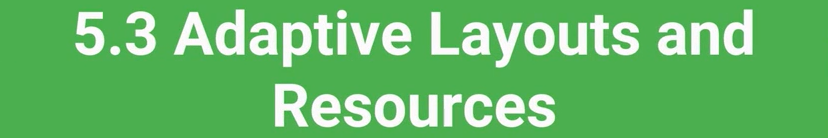 5.3 Adaptive Layouts and
Resources